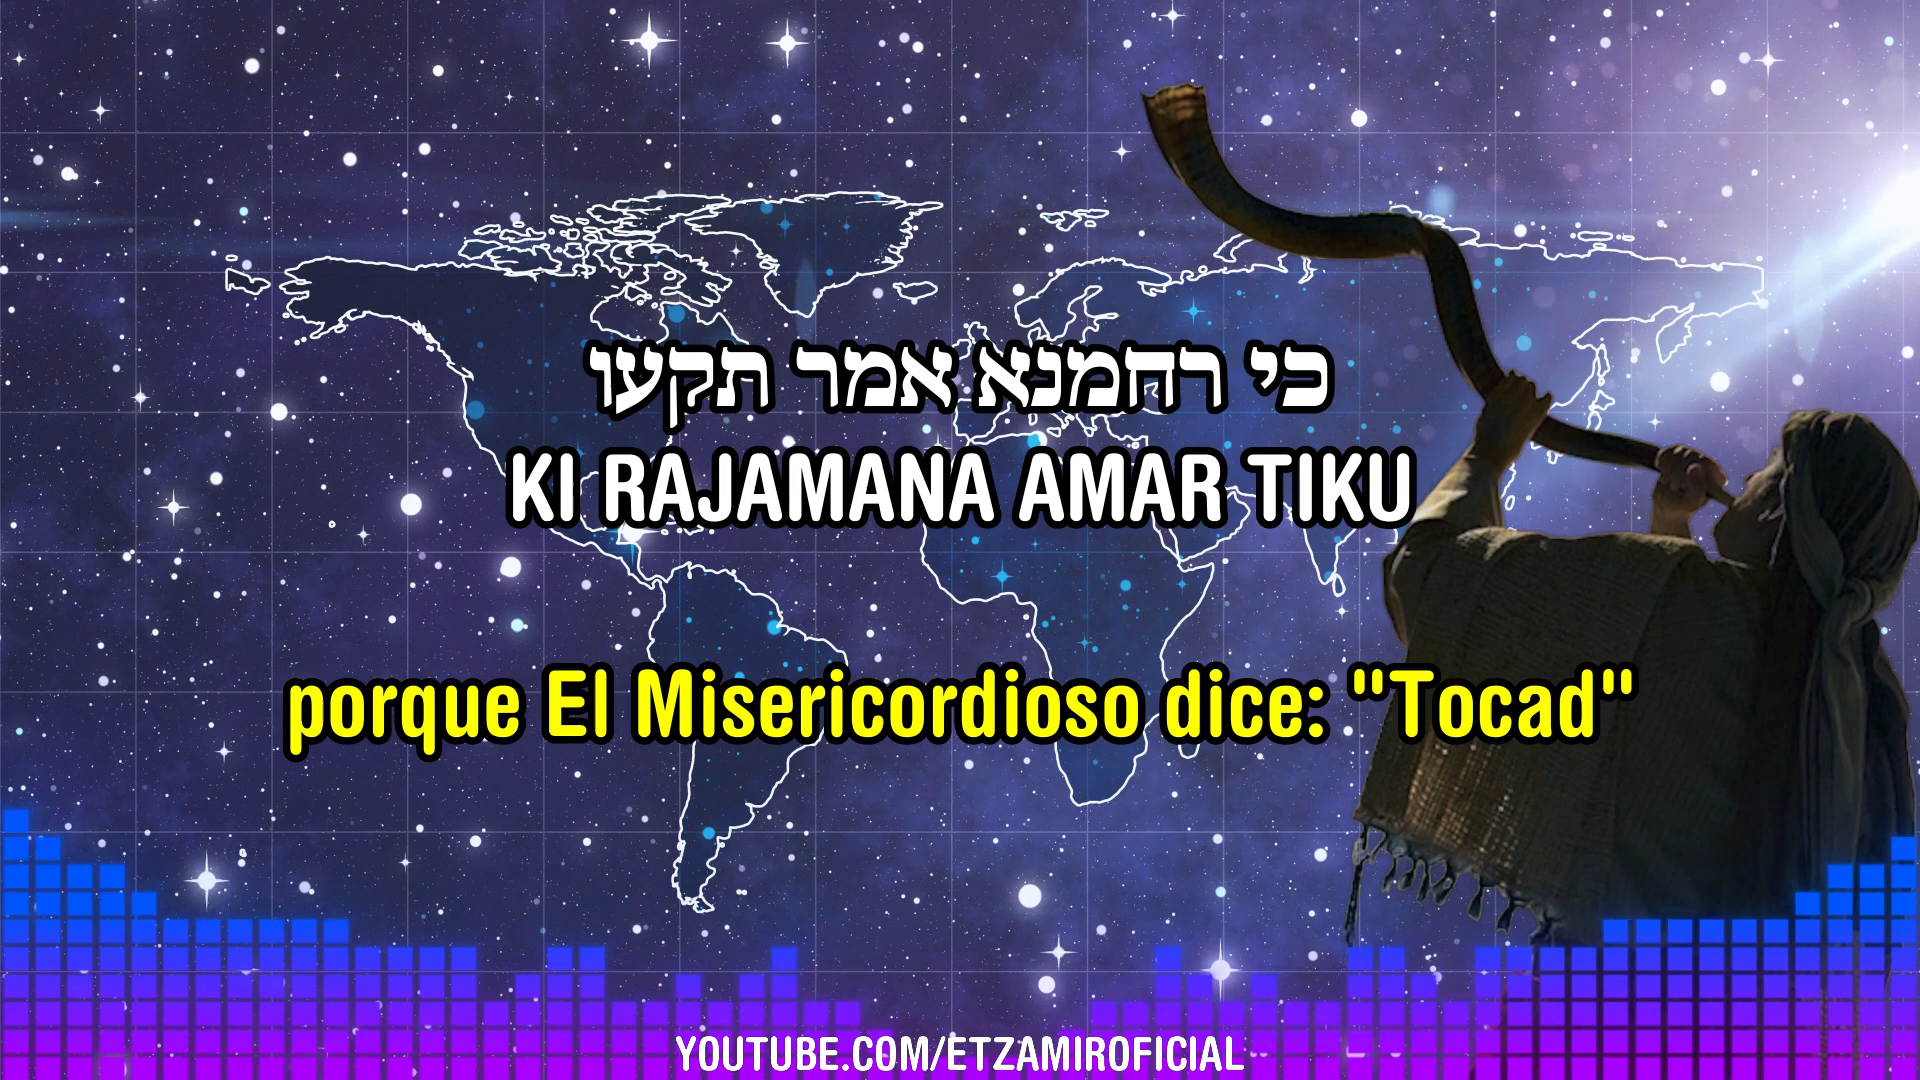 כי רחמנא אמר תקעו
KI RAJAMANA AMAR TIKU
porque El Misericordioso dice: "Tocad"
YOUTUBE.COM/ETZAMIROFICIAL